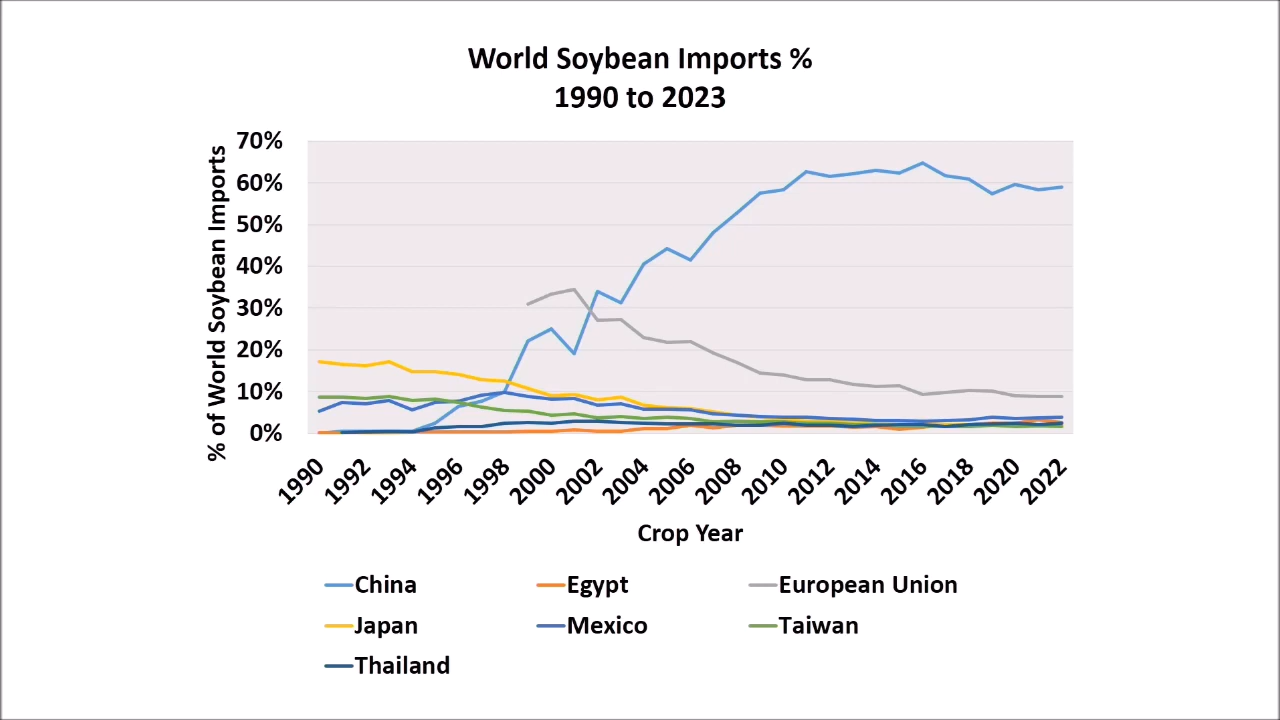 World Soybean Imports %
1990 to 2023
% of World Soybean Imports
70%
60%
50%
40%
30%
20%
10%
0%
1990
1992
1994
1996
1998
2000
2002
2004
2006
2008
2010
2012
2014
2016
2018
2020
2022
Crop Year
China
Egypt
European Union
Japan
Mexico
Taiwan
Thailand